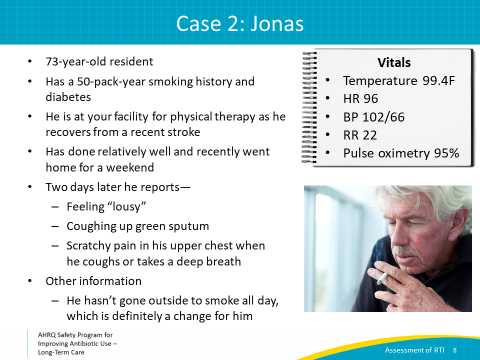 Case 2: Jonas
• 73-year-old resident
• Has a 50-pack-year smoking history and
diabetes
• He is at your facility for physical therapy as he
recovers from a recent stroke
• Has done relatively well and recently went
home for a weekend
• Two days later he reports—
– Feeling “lousy”
– Coughing up green sputum
– Scratchy pain in his upper chest when
he coughs or takes a deep breath
• Other information
– He hasn’t gone outside to smoke all day,
which is definitely a change for him
Vitals
• Temperature 99.4F
• HR 96
• BP 102/66
• RR 22
• Pulse oximetry 95%
AHRQ Safety Program for
Improving Antibiotic Use –
Long-Term Care
Assessment of RTI 8